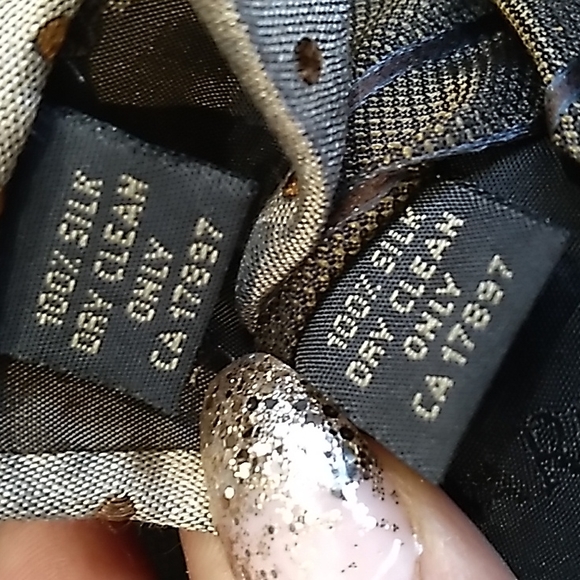 100% SILK
DRY CLEAN
ONLY
CA 17897
100% SILK
DRY CLEAN
ONLY
CA 17897